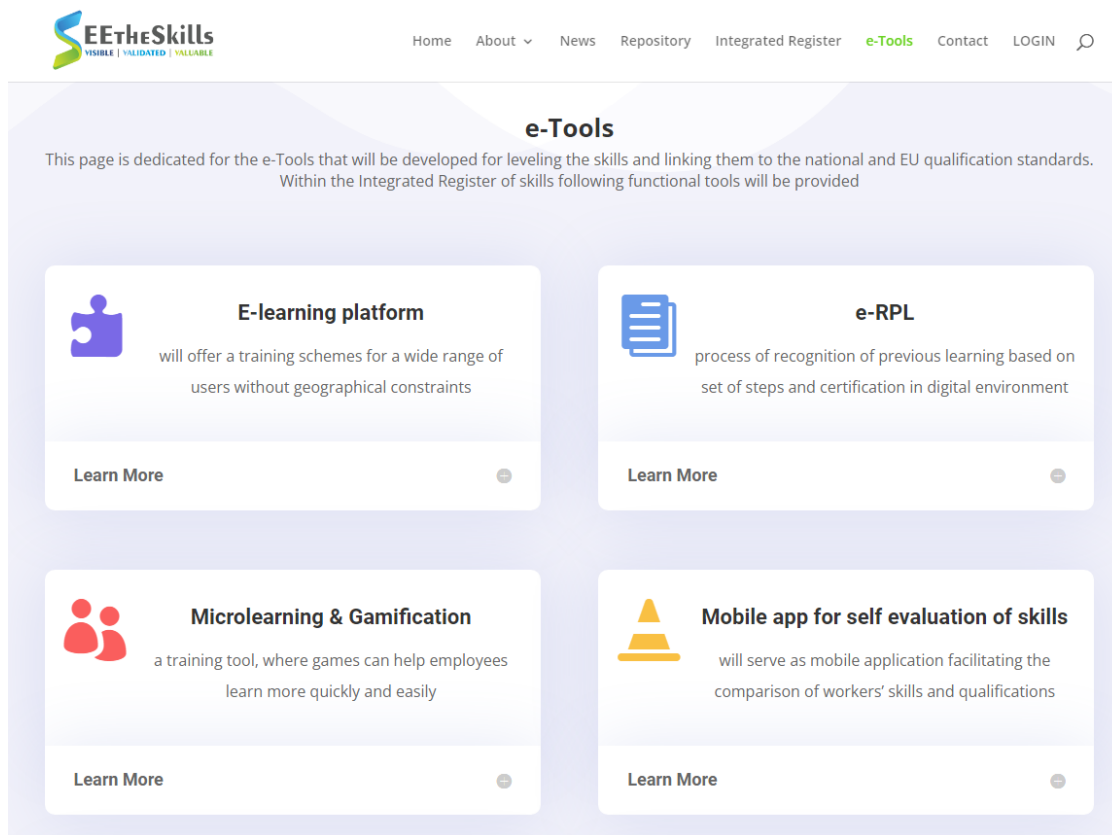 SEETHESKILLS
VISIBLE | VALIDATED | VALUABLE
Home About News Repository Integrated Register e-Tools Contact LOGIN
e-Tools
This page is dedicated for the e-Tools that will be developed for leveling the skills and linking them to the national and EU qualification standards.
Within the Integrated Register of skills following functional tools will be provided
E-learning platform
will offer a training schemes for a wide range of
users without geographical constraints
Learn More
e-RPL
process of recognition of previous learning based on
set of steps and certification in digital environment
Learn More
Microlearning & Gamification
a training tool, where games can help employees
learn more quickly and easily
Learn More
Mobile app for self evaluation of skills
will serve as mobile application facilitating the
comparison of workers’ skills and qualifications
Learn More